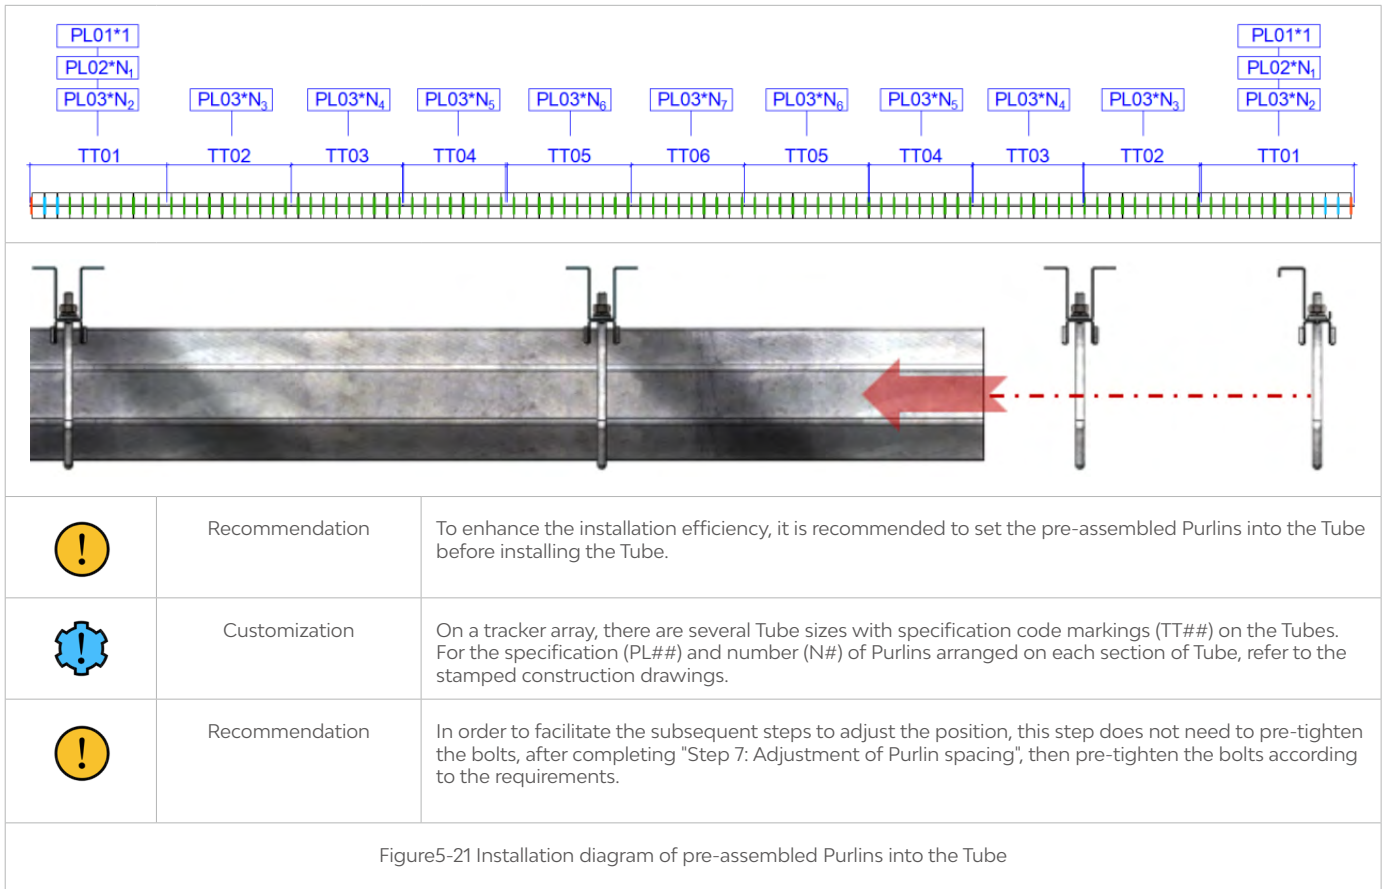 PL01*1
PL01*1
PL02*N₁
PL02*N₁
PL03*N₂ PL03*N₃ PL03*N₄ PL03*N₅ PL03*N₆ PL03*N₇ PL03*N₆ PL03*N₅ PL03*N₄ PL03*N₃ PL03*N₂
TT01 TT02 TT03 TT04 TT05 TT06 TT05 TT04 TT03 TT02 TT01
Recommendation
To enhance the installation efficiency, it is recommended to set the pre-assembled Purlins into the Tube
before installing the Tube.
Customization
On a tracker array, there are several Tube sizes with specification code markings (TT##) on the Tubes.
For the specification (PL##) and number (N#) of Purlins arranged on each section of Tube, refer to the
stamped construction drawings.
Recommendation
In order to facilitate the subsequent steps to adjust the position, this step does not need to pre-tighten
the bolts, after completing "Step 7: Adjustment of Purlin spacing", then pre-tighten the bolts according
to the requirements.
Figure5-21 Installation diagram of pre-assembled Purlins into the Tube